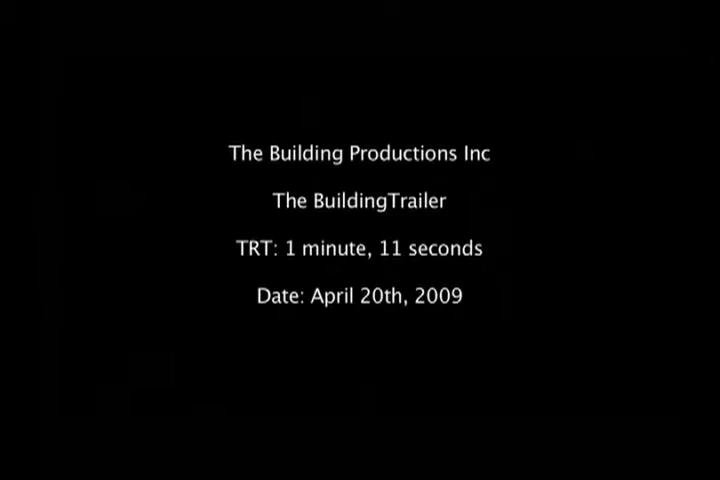 The Building Productions Inc
The BuildingTrailer
TRT: 1 minute, 11 seconds
Date: April 20th, 2009